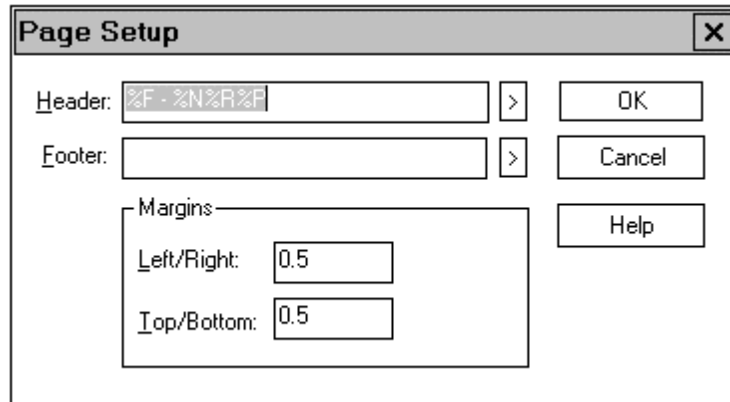 Page Setup
Header: %F - %N%R%P > OK
Footer: > Cancel
Margins
Help
Left/Right: 0.5
Top/Bottom: 0.5